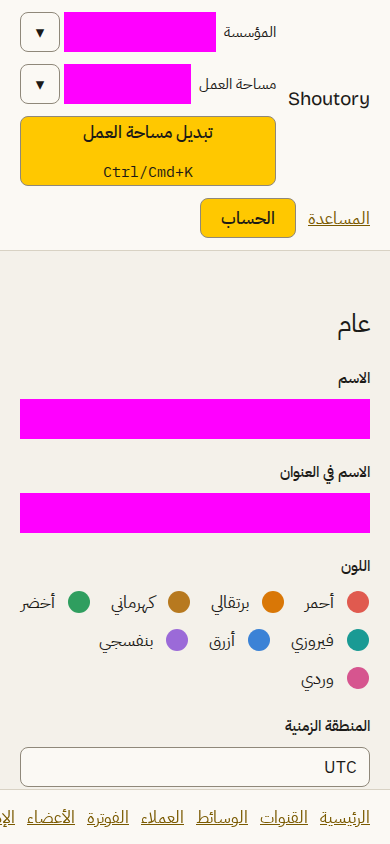 Shoutory
المؤسسة
▼
مساحة العمل
▼
تبديل مساحة العمل
Ctrl/Cmd+K
المساعدة
الحساب
عام
الاسم
الاسم في العنوان
اللون
أحمر برتقالي كهرماني أخضر
فيروزي أزرق بنفسجي
وردي
المنطقة الزمنية
UTC
الرئيسية القنوات الوسائط العملاء الفوترة الأعضاء